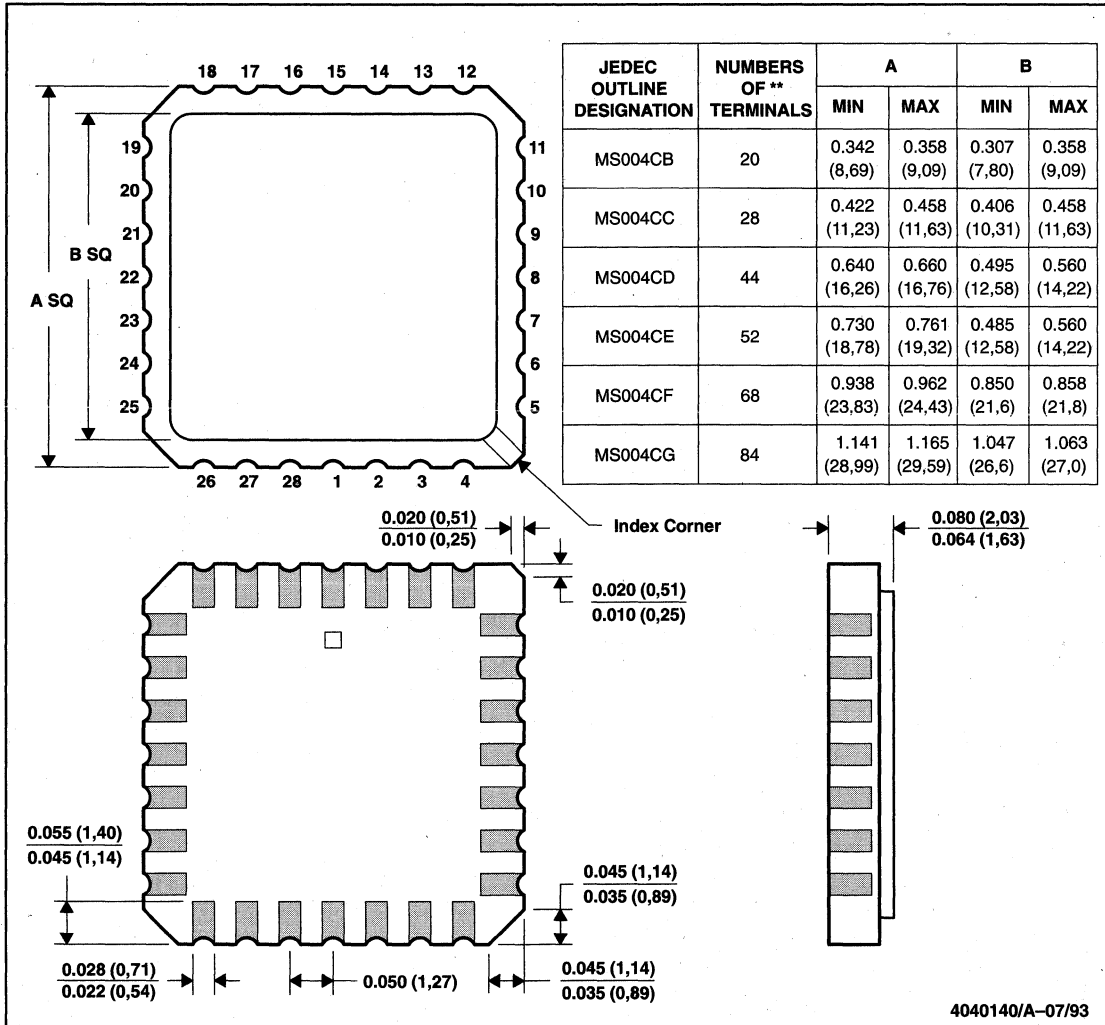 18 17 16 15 14 13 12
19
20
21
22
23
24
25
11
10
9
8
7
6
5
26 27 28 1 2 3 4
A SQ
B SQ
Index Corner
JEDEC OUTLINE DESIGNATION
NUMBERS OF ** TERMINALS
A B
MIN MAX MIN MAX
MS004CB 20 0.342 (8,69) 0.358 (9,09) 0.307 (7,80) 0.358 (9,09)
MS004CC 28 0.422 (11,23) 0.458 (11,63) 0.406 (10,31) 0.458 (11,63)
MS004CD 44 0.640 (16,26) 0.660 (16,76) 0.495 (12,58) 0.560 (14,22)
MS004CE 52 0.730 (18,78) 0.761 (19,32) 0.485 (12,58) 0.560 (14,22)
MS004CF 68 0.938 (23,83) 0.962 (24,43) 0.850 (21,6) 0.858 (21,8)
MS004CG 84 1.141 (28,99) 1.165 (29,59) 1.047 (26,6) 1.063 (27,0)
0.020 (0,51)
0.010 (0,25)
0.020 (0,51)
0.010 (0,25)
0.080 (2,03)
0.064 (1,63)
0.055 (1,40)
0.045 (1,14)
0.045 (1,14)
0.035 (0,89)
0.028 (0,71)
0.022 (0,54)
0.050 (1,27)
0.045 (1,14)
0.035 (0,89)
4040140/A–07/93